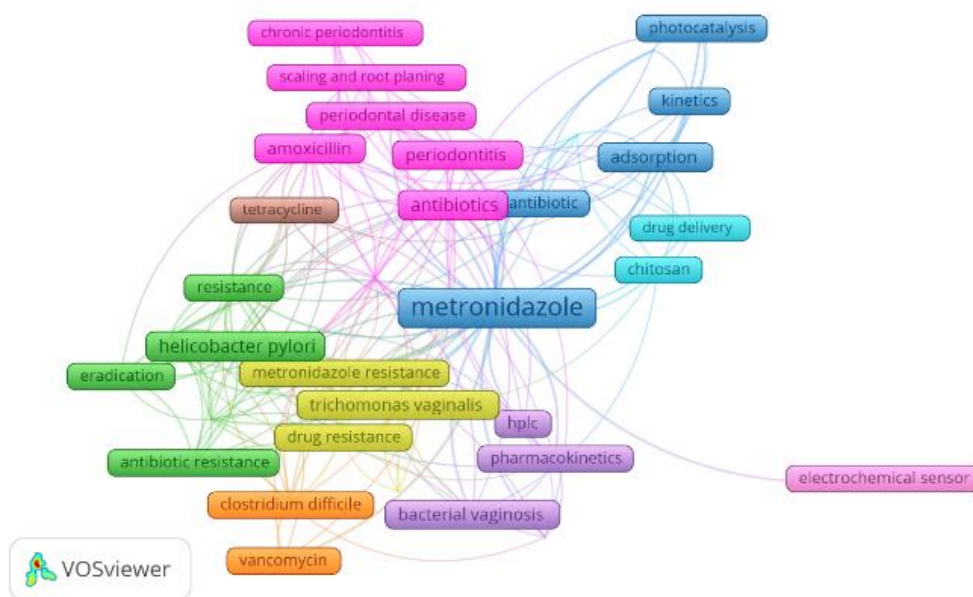 chronic periodontitis
photocatalysis
scaling and root planing
kinetics
periodontal disease
amoxicillin
periodontitis
adsorption
tetracycline
antibiotics
antibiotic
drug delivery
chitosan
resistance
metronidazole
helicobacter pylori
eradication
metronidazole resistance
trichomonas vaginalis
hplc
drug resistance
pharmacokinetics
antibiotic resistance
electrochemical sensor
clostridium difficile
bacterial vaginosis
vancomycin
VOSviewer